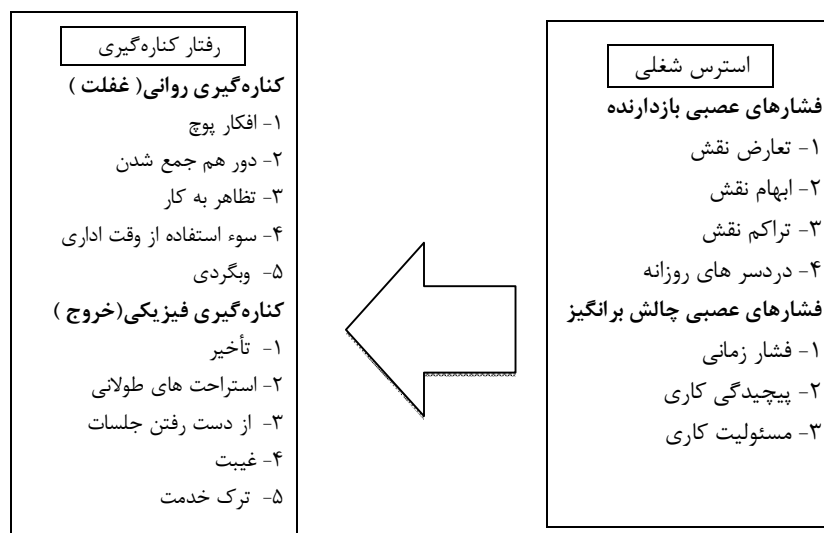 استرس شغلی
فشارهای عصبی بازدارنده
۱- تعارض نقش
۲- ابهام نقش
۳- تراکم نقش
۴- دردسر های روزانه
فشارهای عصبی چالش برانگیز
۱- فشار زمانی
۲- پیچیدگی کاری
۳- مسئولیت کاری
رفتار کناره‌گیری
کناره‌گیری روانی( غفلت )
۱- افکار پوچ
۲- دور هم جمع شدن
۳- تظاهر به کار
۴- سوء استفاده از وقت اداری
۵- وبگردی
کناره‌گیری فیزیکی(خروج )
۱- تأخیر
۲- استراحت های طولانی
۳- از دست رفتن جلسات
۴- غیبت
۵- ترک خدمت